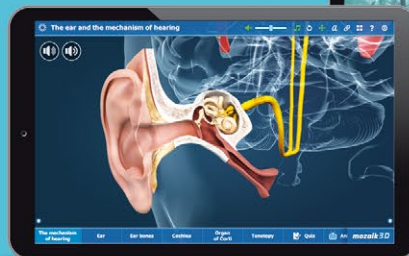 The ear and the mechanism of hearing
The mechanism
of hearing
Ear
Ear bones
Cochlea
Organ
of Corti
Tonology
Quiz
mozaik3D